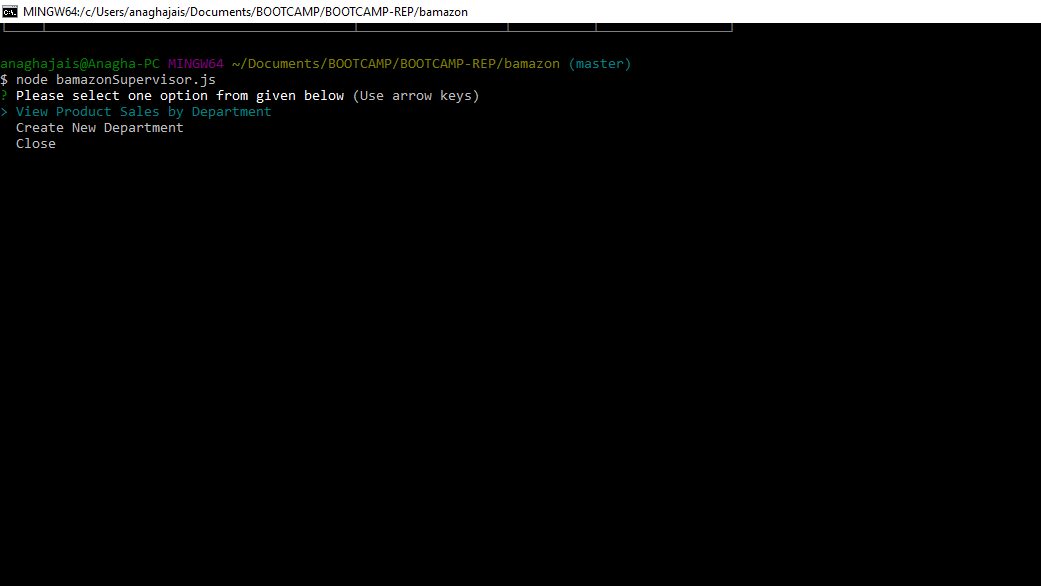 MINGW64:/c/Users/anaghajais/Documents/BOOTCAMP/BOOTCAMP-REP/bamazon
anaghajais@Anagha-PC MINGW64 ~/Documents/BOOTCAMP/BOOTCAMP-REP/bamazon (master)
$ node bamazonSupervisor.js
? Please select one option from given below (Use arrow keys)
> View Product Sales by Department
Create New Department
Close